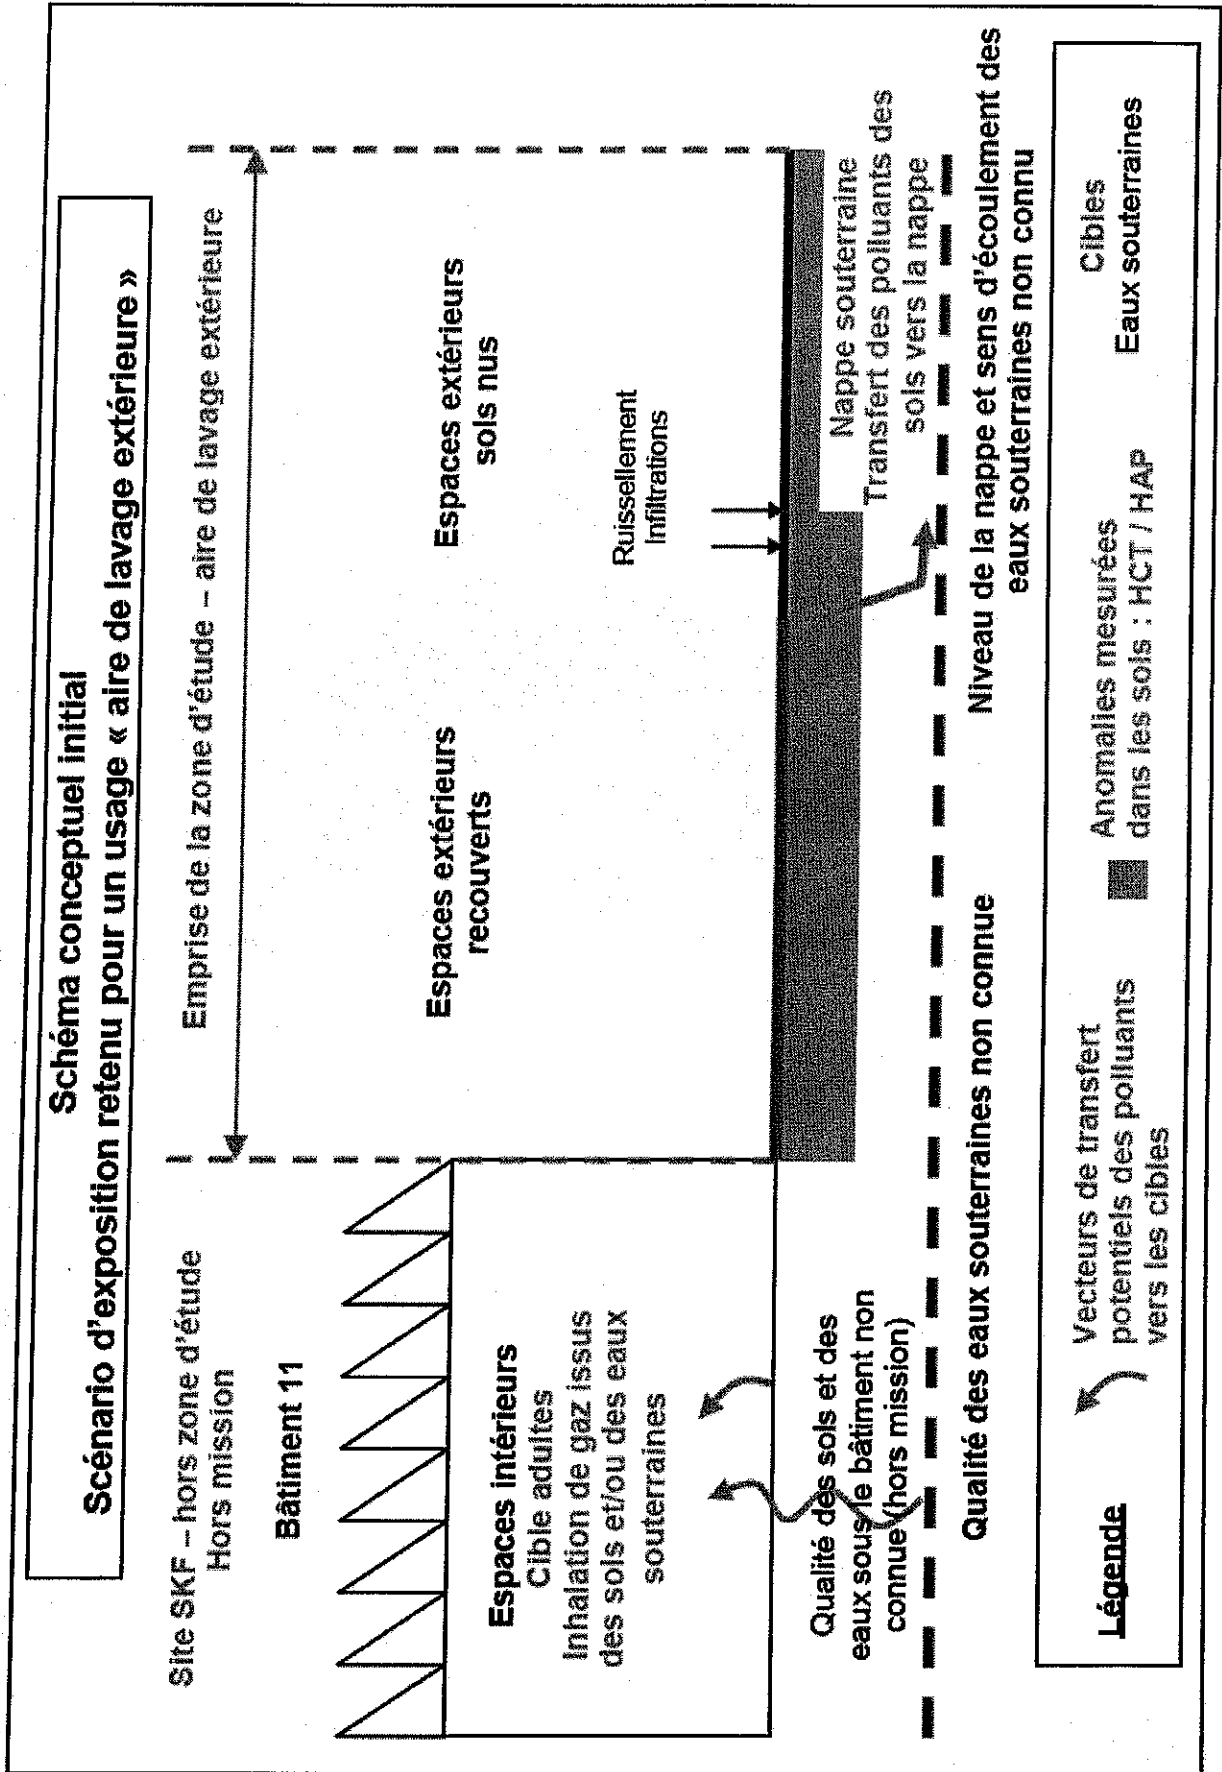 Schéma conceptuel initial
Scénario d'exposition retenu pour un usage « aire de lavage extérieure »
Site SKF – hors zone d'étude
Hors mission
Emprise de la zone d'étude – aire de lavage extérieure
Bâtiment 11
Espaces intérieurs
Cible adultes
Inhalation de gaz issus
des sols et/ou des eaux
souterraines
Espaces extérieurs
recouverts
Espaces extérieurs
sols nus
Ruissellement
Infiltrations
Qualité des sols et des
eaux sous le bâtiment non
connue (hors mission)
Nappe souterraine
Transfert des polluants des
sols vers la nappe
Qualité des eaux souterraines non connue
Niveau de la nappe et sens d'écoulement des
eaux souterraines non connu
Légende
Vecteurs de transfert
potentiels des polluants
vers les cibles
Anomalies mesurées
dans les sols : HCT / HAP
Cibles
Eaux souterraines